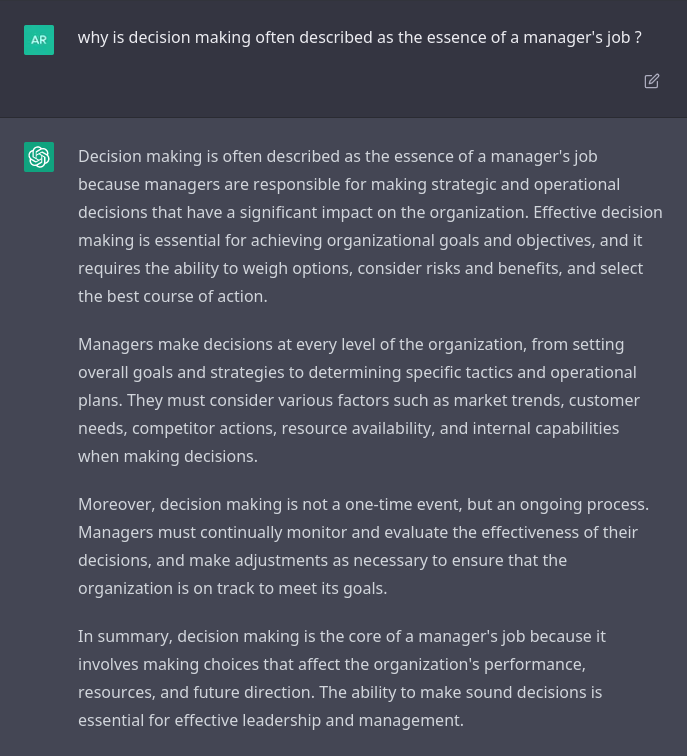 AR
why is decision making often described as the essence of a manager's job ?
Decision making is often described as the essence of a manager's job
because managers are responsible for making strategic and operational
decisions that have a significant impact on the organization. Effective decision
making is essential for achieving organizational goals and objectives, and it
requires the ability to weigh options, consider risks and benefits, and select
the best course of action.
Managers make decisions at every level of the organization, from setting
overall goals and strategies to determining specific tactics and operational
plans. They must consider various factors such as market trends, customer
needs, competitor actions, resource availability, and internal capabilities
when making decisions.
Moreover, decision making is not a one-time event, but an ongoing process.
Managers must continually monitor and evaluate the effectiveness of their
decisions, and make adjustments as necessary to ensure that the
organization is on track to meet its goals.
In summary, decision making is the core of a manager's job because it
involves making choices that affect the organization's performance,
resources, and future direction. The ability to make sound decisions is
essential for effective leadership and management.